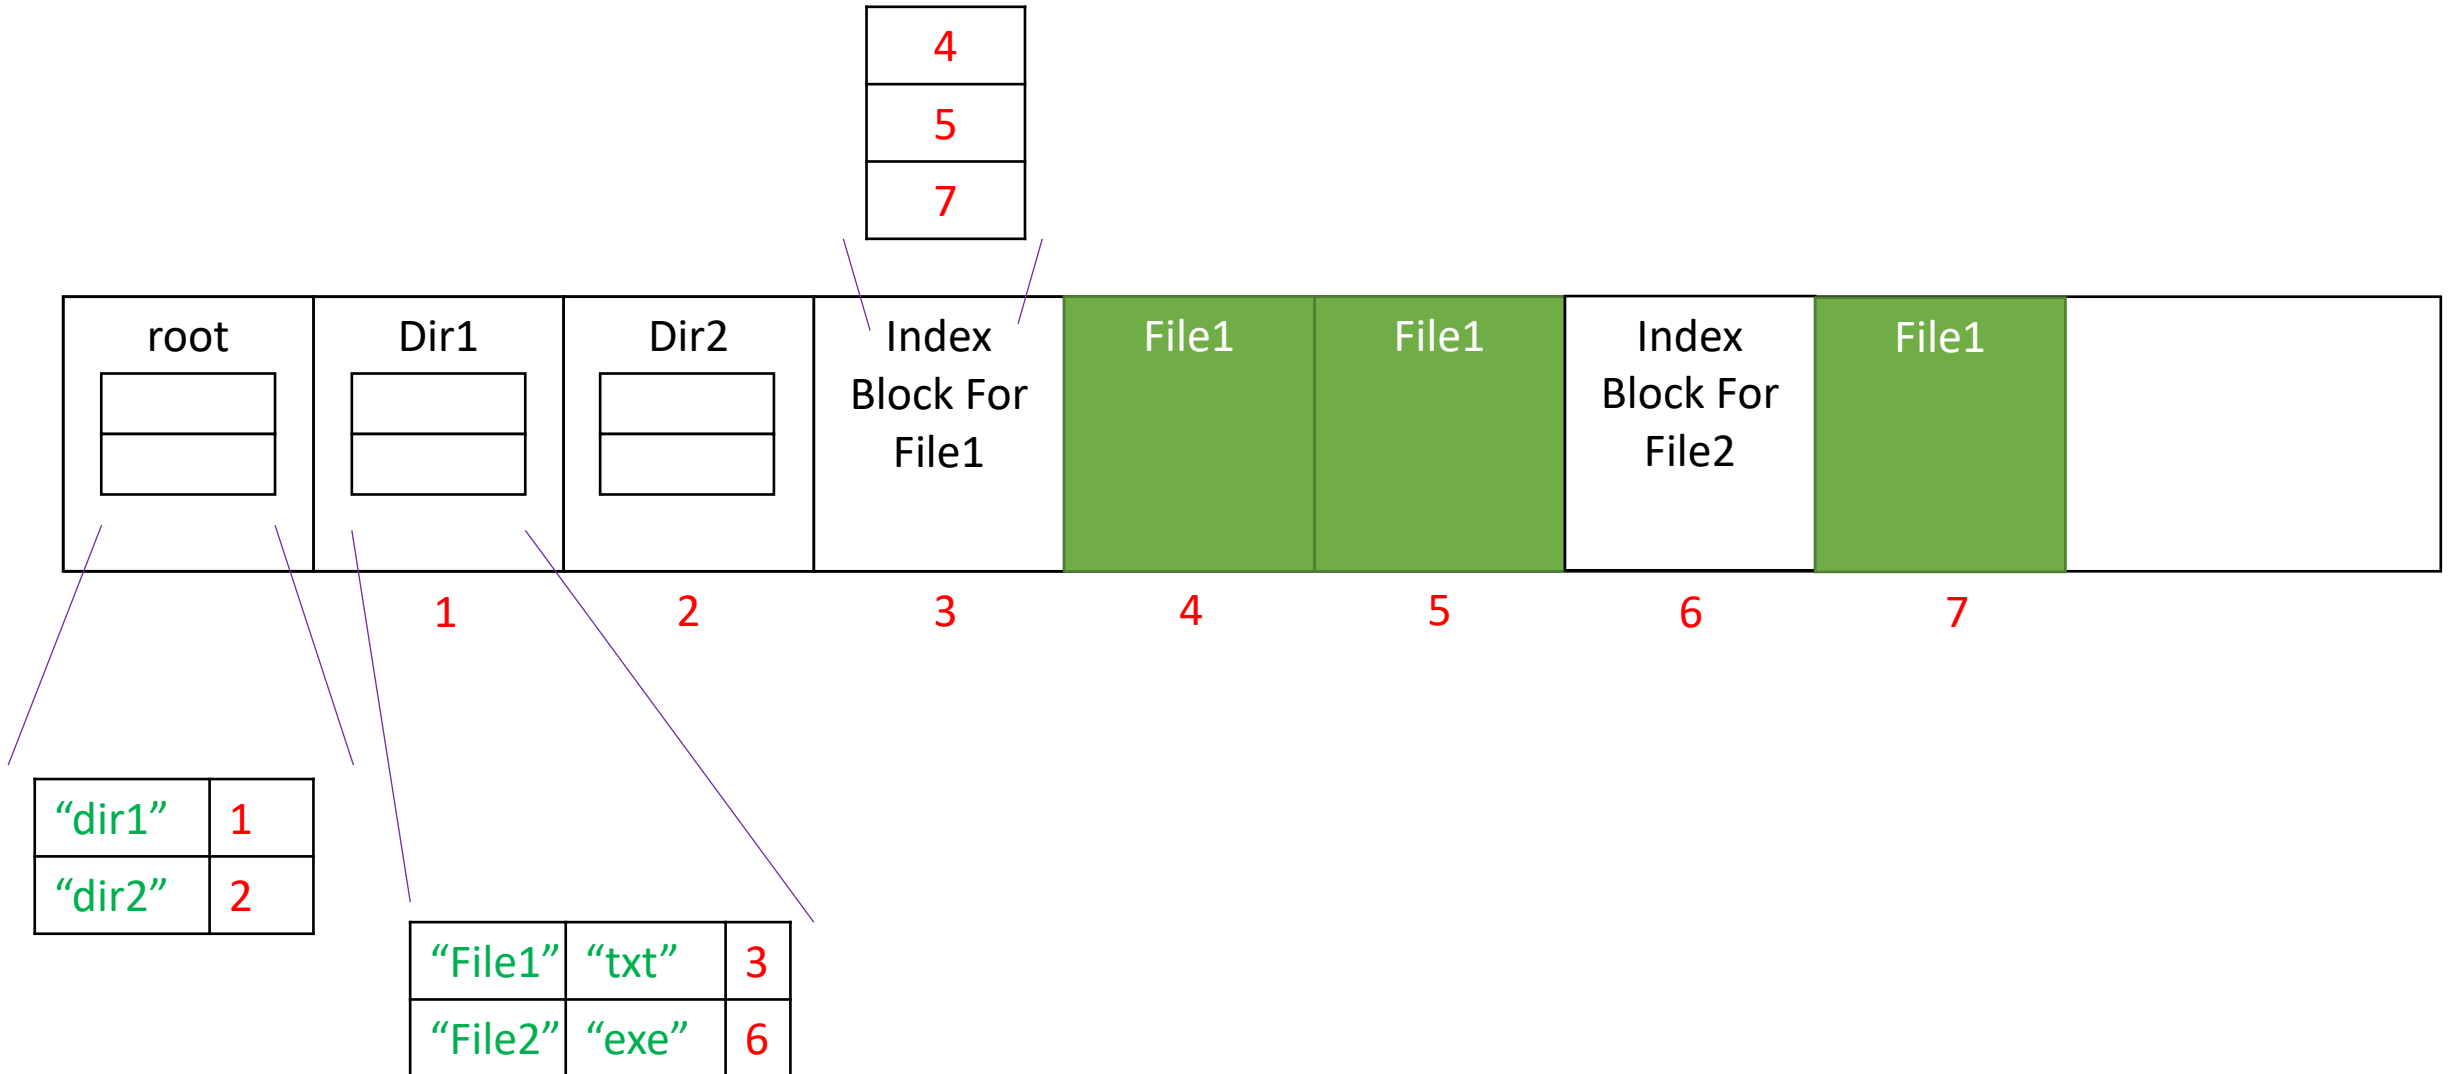 4
5
7
root
Dir1
Dir2
Index
Block For
File1
File1
File1
Index
Block For
File2
File1
1
2
3
4
5
6
7
“dir1” 1
“dir2” 2
“File1” “txt” 3
“File2” “exe” 6